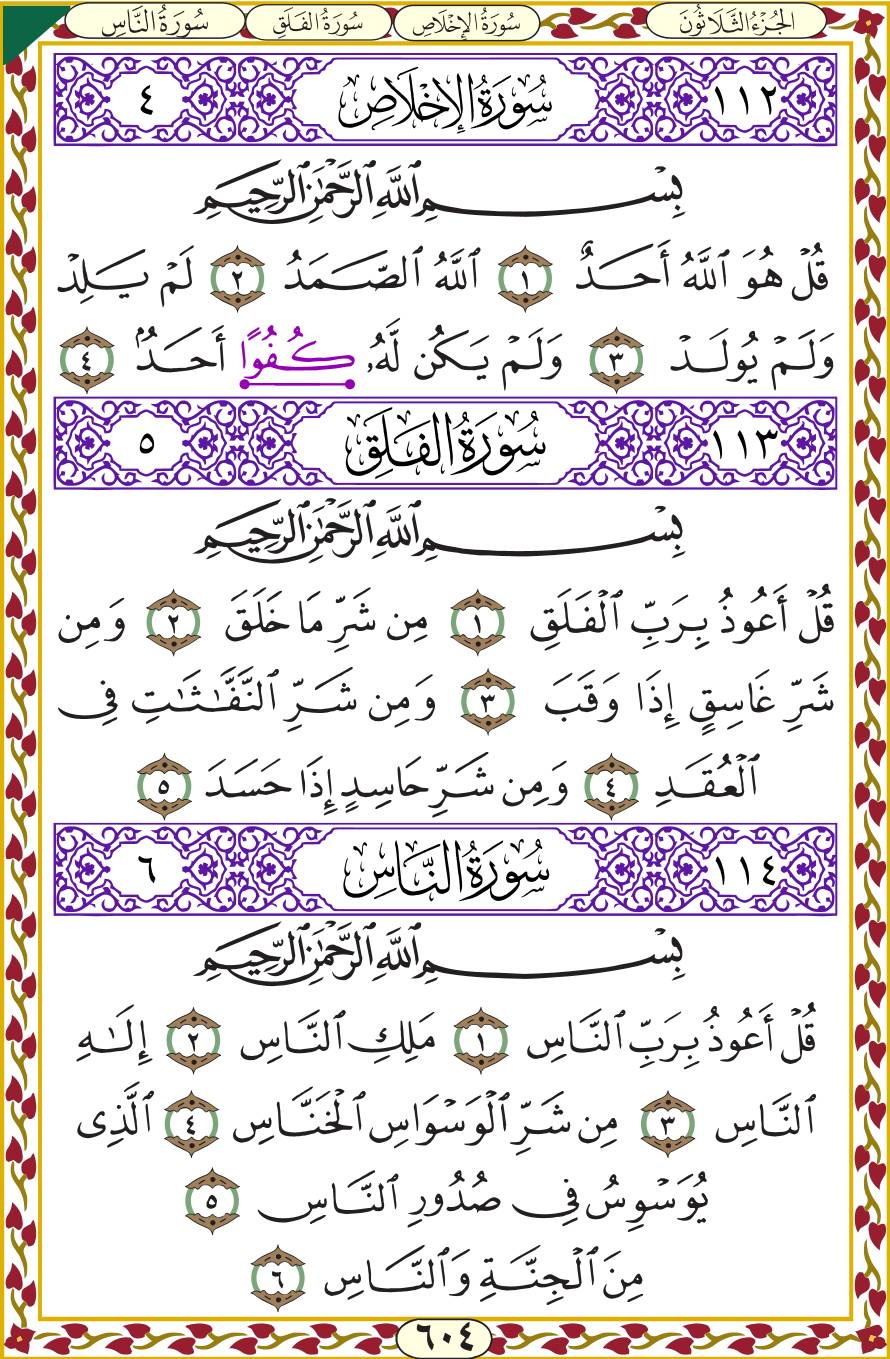 الجُزْءُ الثَّلَاثُونَ
سُورَةُ الإِخْلَاصِ
سُورَةُ الفَلَقِ
سُورَةُ النَّاسِ
١١٢ سُورَةُ الإِخْلَاصِ ٤
بِسْمِ ٱللَّهِ ٱلرَّحْمَٰنِ ٱلرَّحِيمِ
قُلْ هُوَ ٱللَّهُ أَحَدٌ ١ ٱللَّهُ ٱلصَّمَدُ ٢ لَمْ يَلِدْ
وَلَمْ يُولَدْ ٣ وَلَمْ يَكُن لَّهُۥ كُفُوًا أَحَدٌۢ ٤
١١٣ سُورَةُ الفَلَقِ ٥
بِسْمِ ٱللَّهِ ٱلرَّحْمَٰنِ ٱلرَّحِيمِ
قُلْ أَعُوذُ بِرَبِّ ٱلْفَلَقِ ١ مِن شَرِّ مَا خَلَقَ ٢ وَمِن
شَرِّ غَاسِقٍ إِذَا وَقَبَ ٣ وَمِن شَرِّ ٱلنَّفَّٰثَٰتِ فِى
ٱلْعُقَدِ ٤ وَمِن شَرِّ حَاسِدٍ إِذَا حَسَدَ ٥
١١٤ سُورَةُ النَّاسِ ٦
بِسْمِ ٱللَّهِ ٱلرَّحْمَٰنِ ٱلرَّحِيمِ
قُلْ أَعُوذُ بِرَبِّ ٱلنَّاسِ ١ مَلِكِ ٱلنَّاسِ ٢ إِلَٰهِ
ٱلنَّاسِ ٣ مِن شَرِّ ٱلْوَسْوَاسِ ٱلْخَنَّاسِ ٤ ٱلَّذِى
يُوَسْوِسُ فِى صُدُورِ ٱلنَّاسِ ٥
مِنَ ٱلْجِنَّةِ وَٱلنَّاسِ ٦
٦٠٤